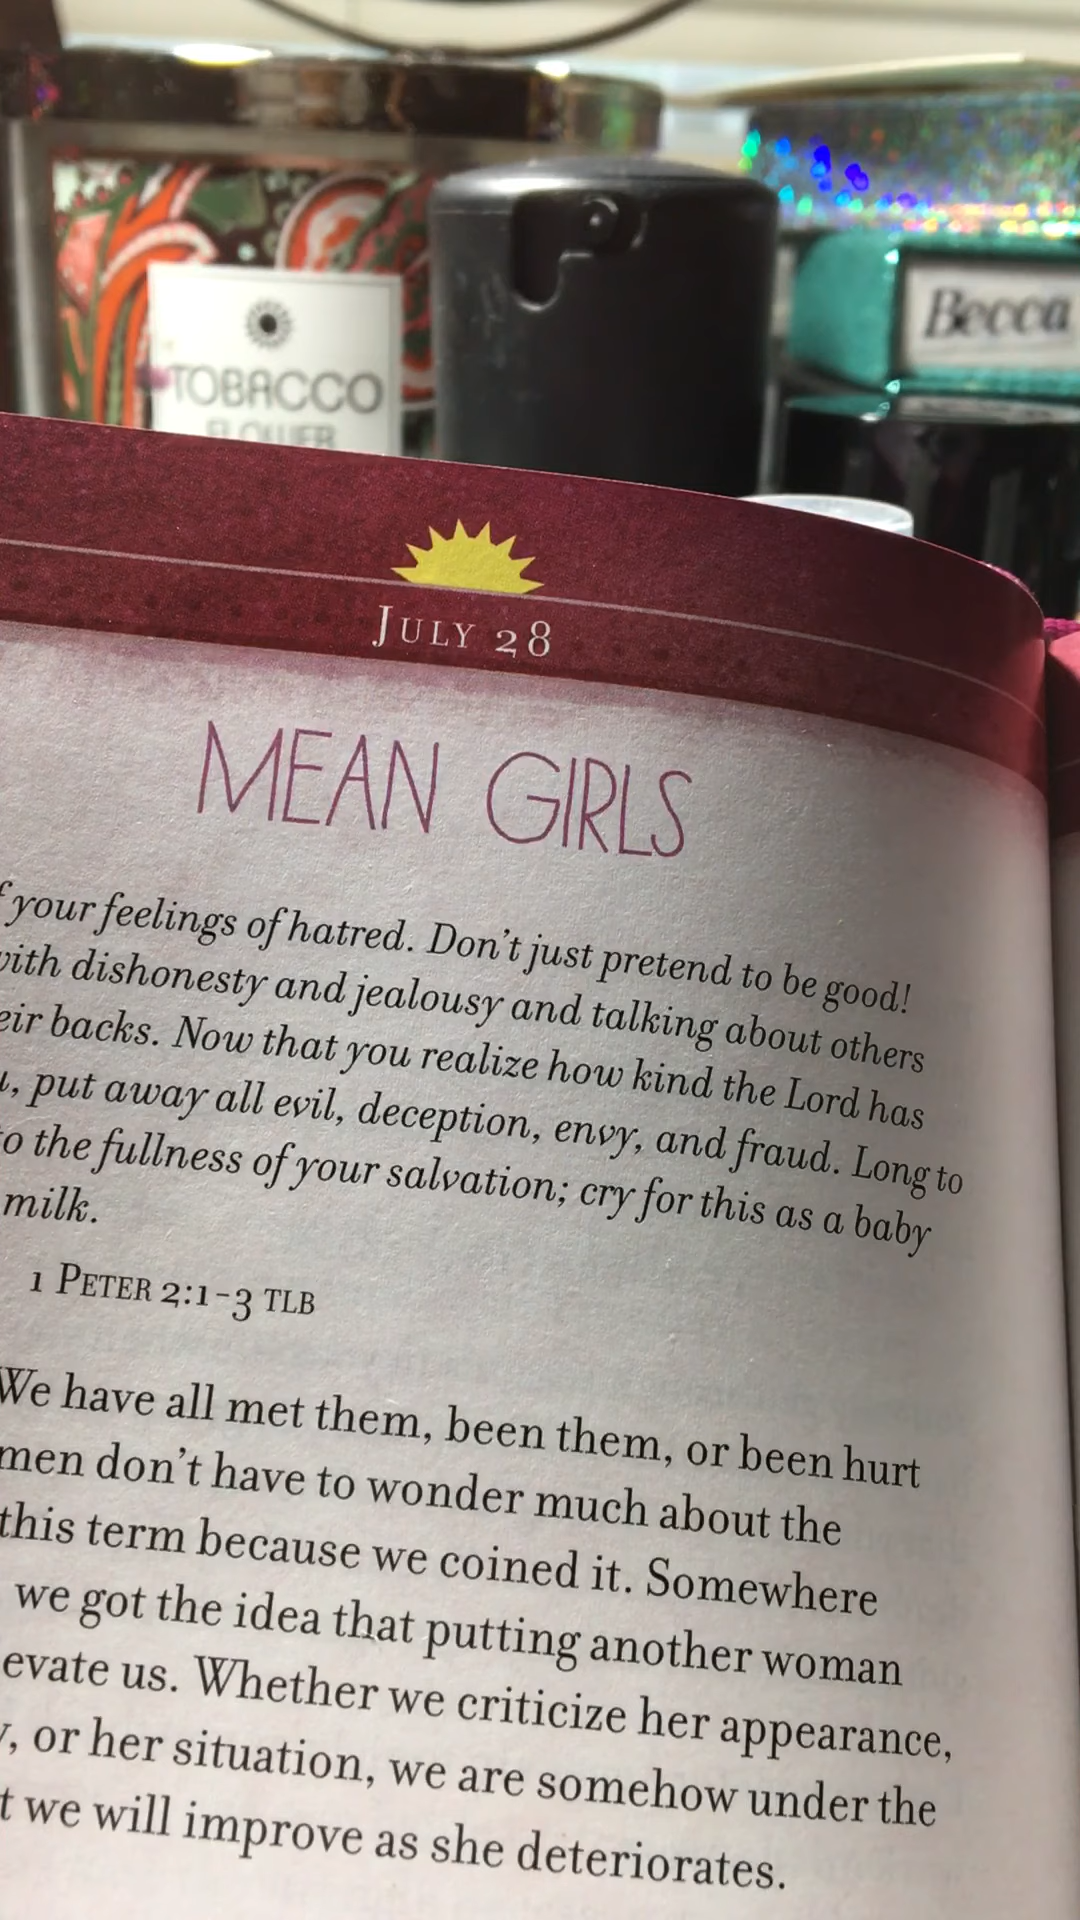 TOBACCO
FLOWER
Becca
JULY 28
MEAN GIRLS
your feelings of hatred. Don't just pretend to be good!
with dishonesty and jealousy and talking about others
eir backs. Now that you realize how kind the Lord has
, put away all evil, deception, envy, and fraud. Long to
to the fullness of your salvation; cry for this as a baby
milk.
1 PETER 2:1-3 TLB
We have all met them, been them, or been hurt
men don't have to wonder much about the
this term because we coined it. Somewhere
we got the idea that putting another woman
evate us. Whether we criticize her appearance,
, or her situation, we are somehow under the
t we will improve as she deteriorates.